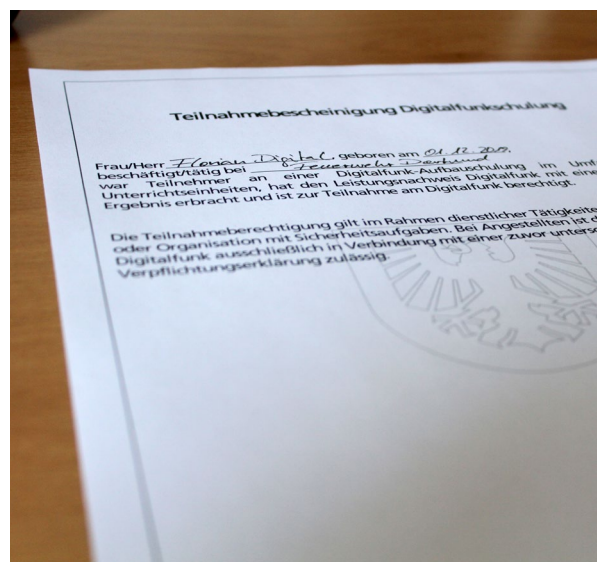 Teilnahmebescheinigung Digitalfunkschulung
Frau/Herr Florian Digital, geboren am 01.12.2010,
beschäftigt/tätig bei Feuerwehr Dortmund
war Teilnehmer an einer Digitalfunk-Aufbauschulung im Umf
Unterrichtseinheiten, hat den Leistungsnachweis Digitalfunk mit eine
Ergebnis erbracht und ist zur Teilnahme am Digitalfunk berechtigt.
Die Teilnahmeberechtigung gilt im Rahmen dienstlicher Tätigkeite
oder Organisation mit Sicherheitsaufgaben. Bei Angestellten ist d
Digitalfunk ausschließlich in Verbindung mit einer zuvor untersc
Verpflichtungserklärung zulässig.